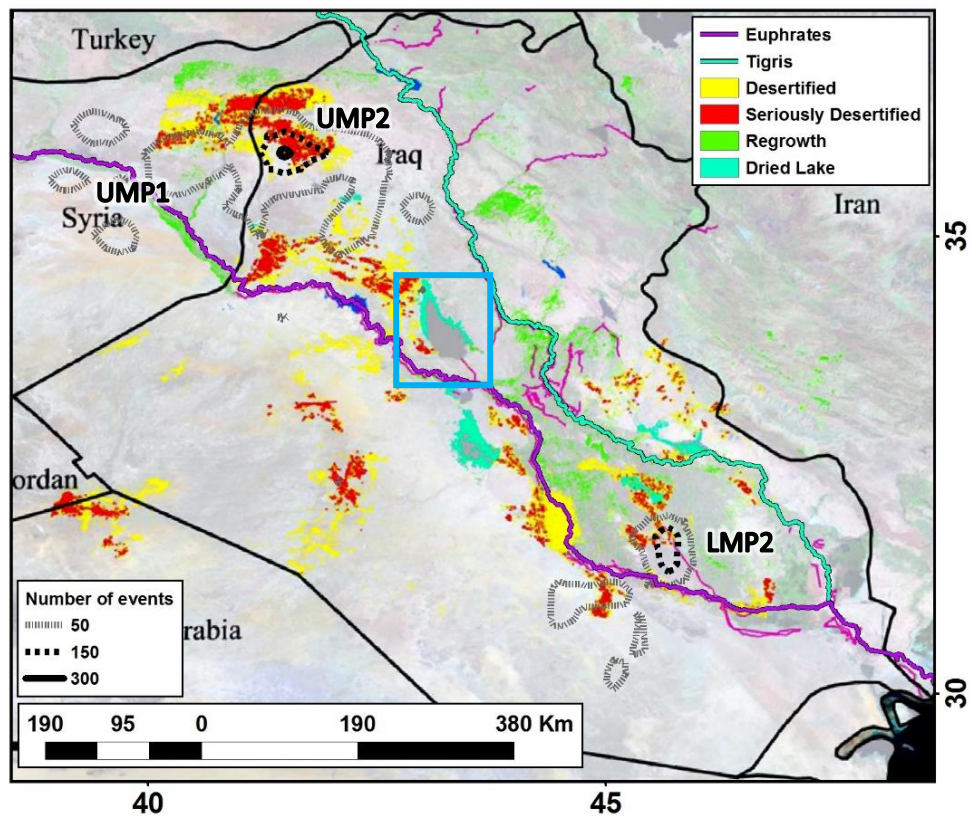 Turkey
UMP2
Iraq
UMP1
Syria
Iran
ordan
LMP2
rabia
Euphrates
Tigris
Desertified
Seriously Desertified
Regrowth
Dried Lake
Number of events
50
150
300
190 95 0 190 380 Km
35
30
40 45